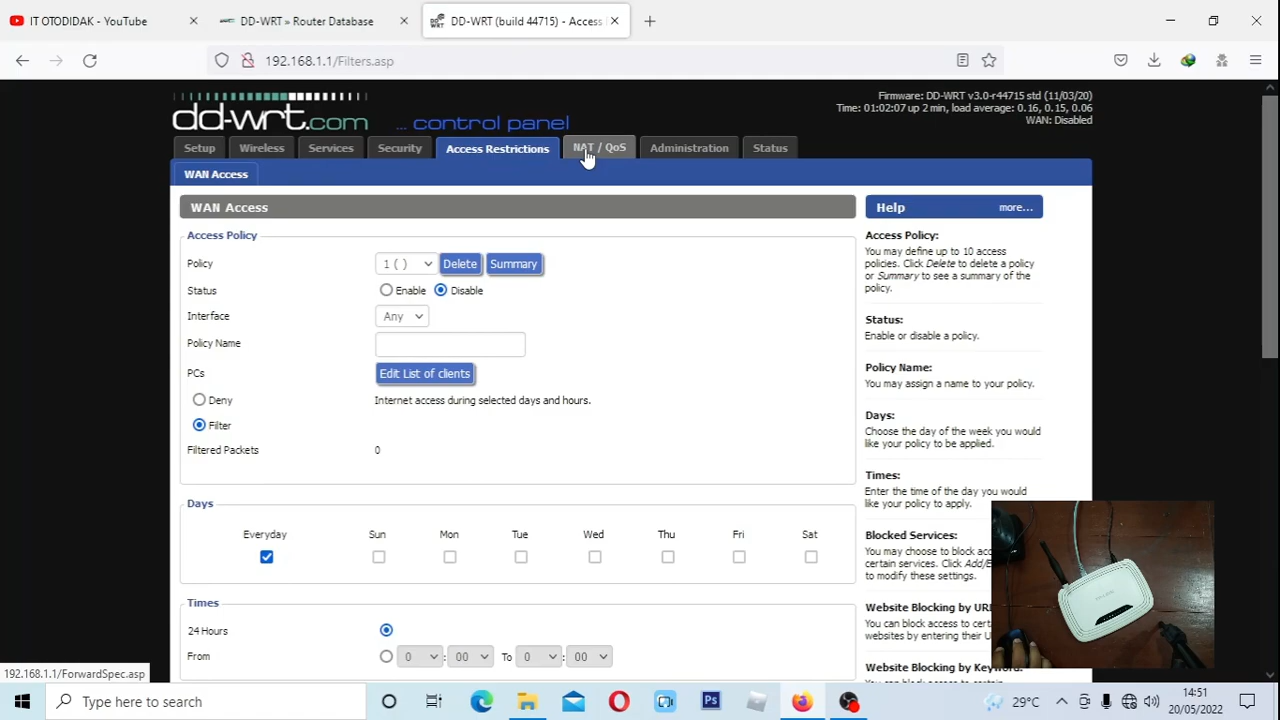 IT OTODIDAK - YouTube
DD-WRT » Router Database
DD-WRT (build 44715) - Access
192.168.1.1/Filters.asp
dd-wrt.com ... control panel
Firmware: DD-WRT v3.0-r44715 std (11/03/20)
Time: 01:02:07 up 2 min, load average: 0.16, 0.15, 0.06
WAN: Disabled
Setup Wireless Services Security Access Restrictions NAT / QoS Administration Status
WAN Access
WAN Access
Access Policy
Policy 1 ( ) Delete Summary
Status Enable Disable
Interface Any
Policy Name
PCs Edit List of clients
Deny Internet access during selected days and hours.
Filter
Filtered Packets 0
Days
Everyday Sun Mon Tue Wed Thu Fri Sat
Times
24 Hours
From 0 : 00 To 0 : 00
Help more...
Access Policy:
You may define up to 10 access
policies. Click Delete to delete a policy
or Summary to see a summary of the
policy.
Status:
Enable or disable a policy.
Policy Name:
You may assign a name to your policy.
Days:
Choose the day of the week you would
like your policy to be applied.
Times:
Enter the time of the day you would
like your policy to apply.
Blocked Services:
You may choose to block
certain services. Click Add/E
to modify these settings.
Website Blocking by UR
You can block access to cert
websites by entering their U
Website Blocking by Keyword
You can block access to certain
192.168.1.1/ForwardSpec.asp
Type here to search
Ps
29°C
14:51
20/05/2022